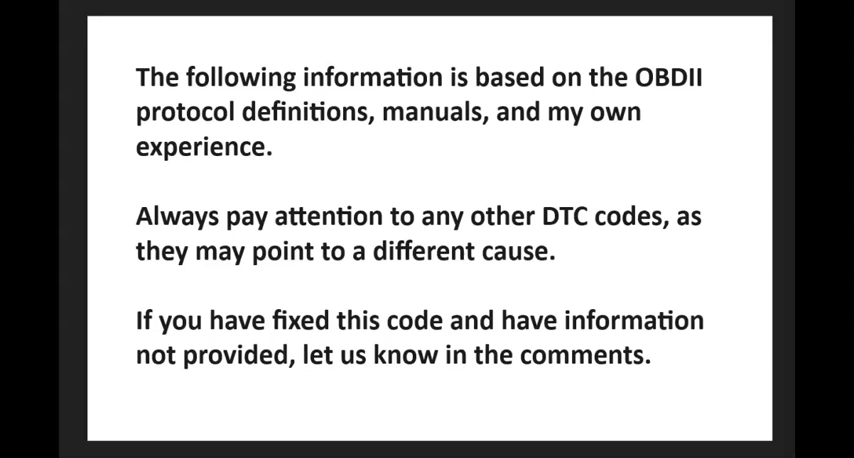 The following information is based on the OBDII
protocol definitions, manuals, and my own
experience.
Always pay attention to any other DTC codes, as
they may point to a different cause.
If you have fixed this code and have information
not provided, let us know in the comments.